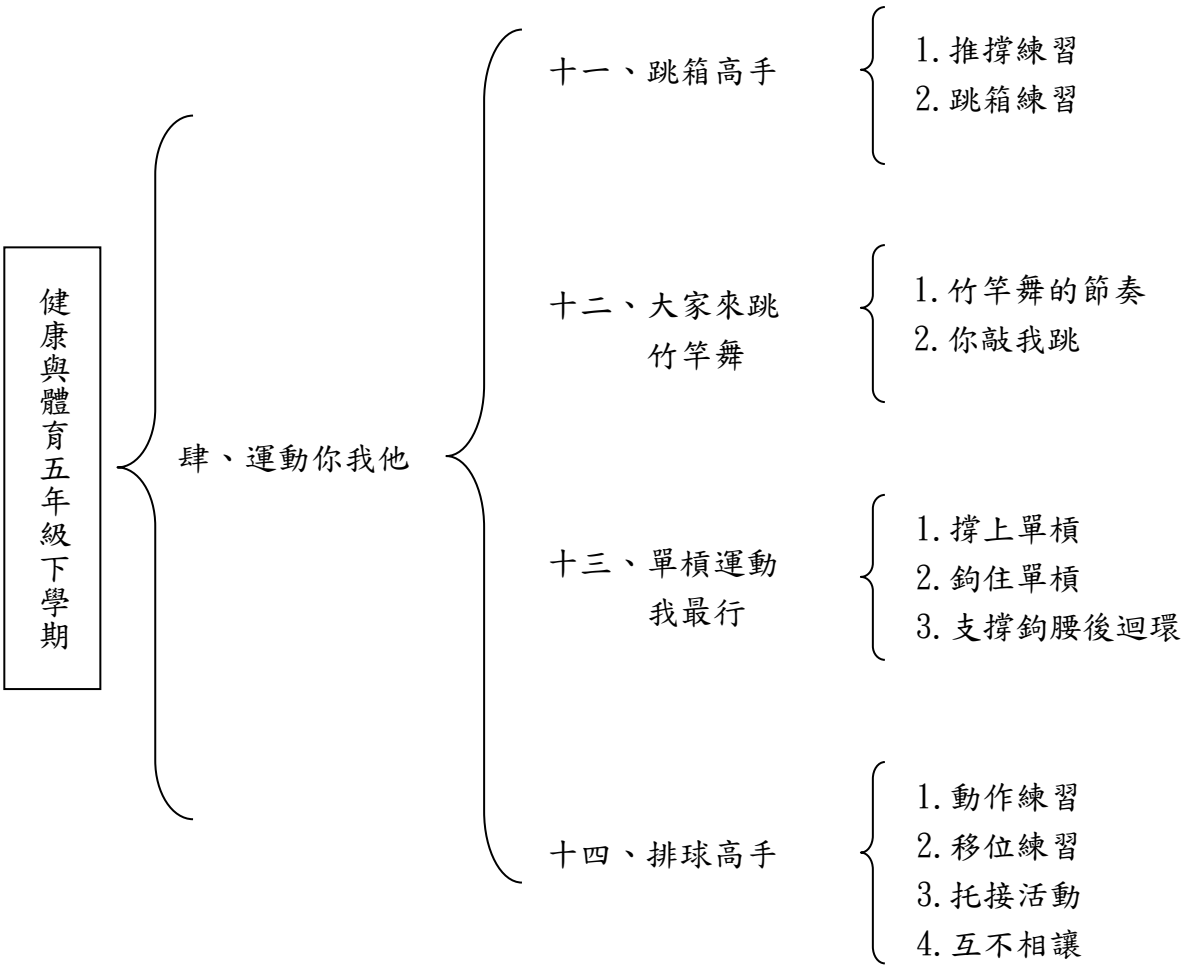 健康與體育五年級下學期
肆、運動你我他
十一、跳箱高手
1.推撐練習
2.跳箱練習
十二、大家來跳
竹竿舞
1.竹竿舞的節奏
2.你敲我跳
十三、單槓運動
我最行
1.撐上單槓
2.鉤住單槓
3.支撐鉤腰後迴環
十四、排球高手
1.動作練習
2.移位練習
3.托接活動
4.互不相讓